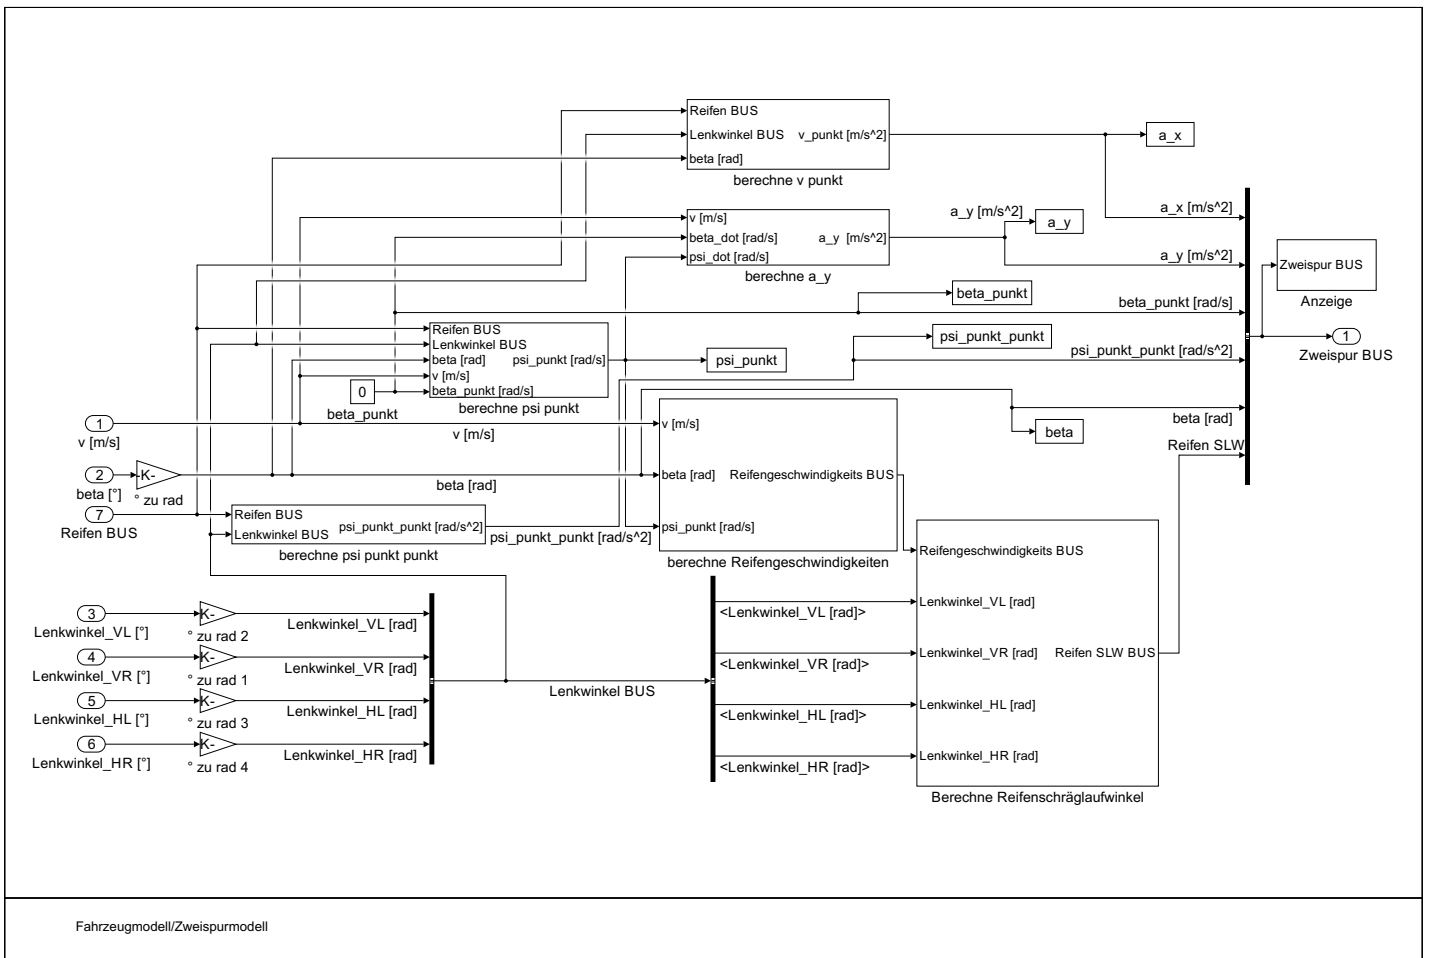 Reifen BUS
Lenkwinkel BUS
beta [rad]
v_punkt [m/s^2]
berechne v punkt
a_x
v [m/s]
beta_dot [rad/s]
psi_dot [rad/s]
a_y [m/s^2]
berechne a_y
a_y [m/s^2]
a_y
a_x [m/s^2]
a_y [m/s^2]
beta_punkt
beta_punkt [rad/s]
psi_punkt_punkt
psi_punkt_punkt [rad/s^2]
Zweispur BUS
Anzeige
1
Zweispur BUS
Reifen BUS
Lenkwinkel BUS
beta [rad]
v [m/s]
beta_punkt [rad/s]
psi_punkt [rad/s]
berechne psi punkt
psi_punkt
0
beta_punkt
1
v [m/s]
v [m/s]
2
beta [°]
-K-
° zu rad
beta [rad]
7
Reifen BUS
Reifen BUS
Lenkwinkel BUS
psi_punkt_punkt [rad/s^2]
berechne psi punkt punkt
psi_punkt_punkt [rad/s^2]
v [m/s]
beta [rad]
psi_punkt [rad/s]
Reifengeschwindigkeits BUS
berechne Reifengeschwindigkeiten
beta
beta [rad]
Reifen SLW
3
Lenkwinkel_VL [°]
K-
° zu rad 2
Lenkwinkel_VL [rad]
4
Lenkwinkel_VR [°]
K-
° zu rad 1
Lenkwinkel_VR [rad]
5
Lenkwinkel_HL [°]
K-
° zu rad 3
Lenkwinkel_HL [rad]
6
Lenkwinkel_HR [°]
K-
° zu rad 4
Lenkwinkel_HR [rad]
Lenkwinkel BUS
<Lenkwinkel_VL [rad]>
<Lenkwinkel_VR [rad]>
<Lenkwinkel_HL [rad]>
<Lenkwinkel_HR [rad]>
Reifengeschwindigkeits BUS
Lenkwinkel_VL [rad]
Lenkwinkel_VR [rad]
Lenkwinkel_HL [rad]
Lenkwinkel_HR [rad]
Reifen SLW BUS
Berechne Reifenschräglaufwinkel
Fahrzeugmodell/Zweispurmodell